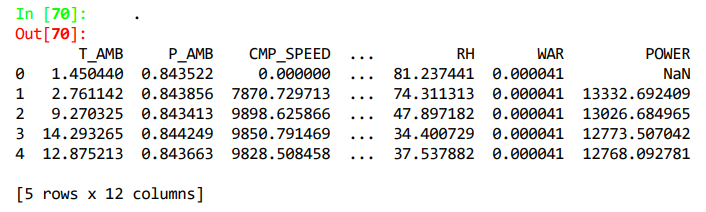 In [70]:      .
Out[70]:
       T_AMB     P_AMB    CMP_SPEED  ...         RH       WAR         POWER
0   1.450440  0.843522     0.000000  ...  81.237441  0.000041           NaN
1   2.761142  0.843856  7870.729713  ...  74.311313  0.000041  13332.692409
2   9.270325  0.843413  9898.625866  ...  47.897182  0.000041  13026.684965
3  14.293265  0.844249  9850.791469  ...  34.400729  0.000041  12773.507042
4  12.875213  0.843663  9828.508458  ...  37.537882  0.000041  12768.092781
[5 rows x 12 columns]